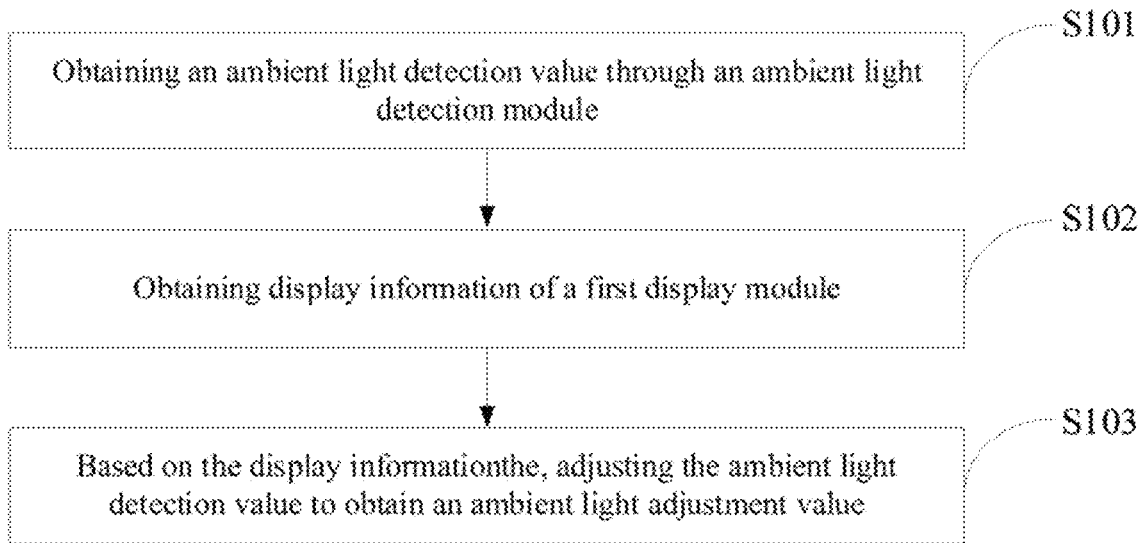 S101
Obtaining an ambient light detection value through an ambient light
detection module
S102
Obtaining display information of a first display module
S103
Based on the display informationthe, adjusting the ambient light
detection value to obtain an ambient light adjustment value